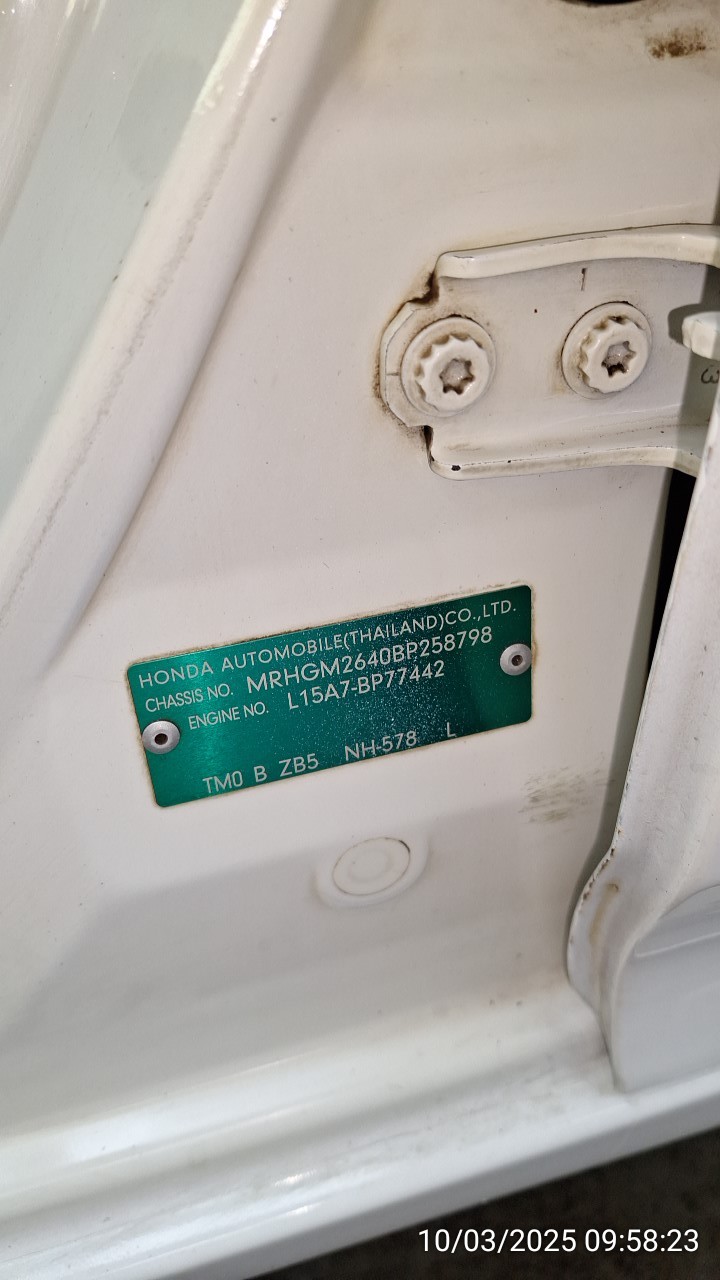 HONDA AUTOMOBILE(THAILAND)CO.,LTD.
CHASSIS NO. MRHGM2640BP258798
ENGINE NO. L15A7-BP77442
TM0 B ZB5 NH-578 L
10/03/2025 09:58:23